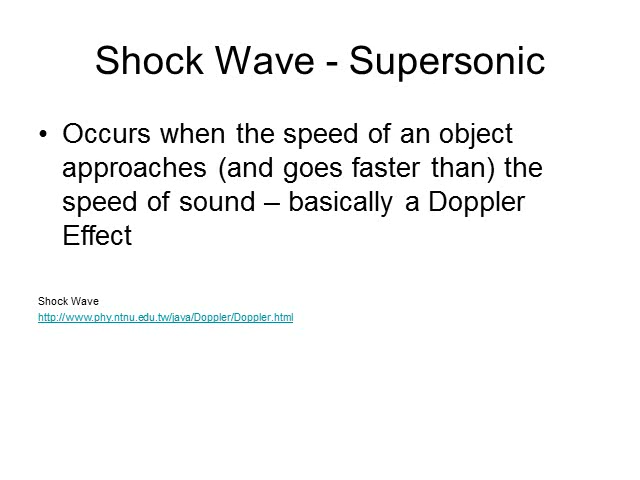 Shock Wave - Supersonic
• Occurs when the speed of an object
approaches (and goes faster than) the
speed of sound – basically a Doppler
Effect
Shock Wave
http://www.phy.ntnu.edu.tw/java/Doppler/Doppler.html